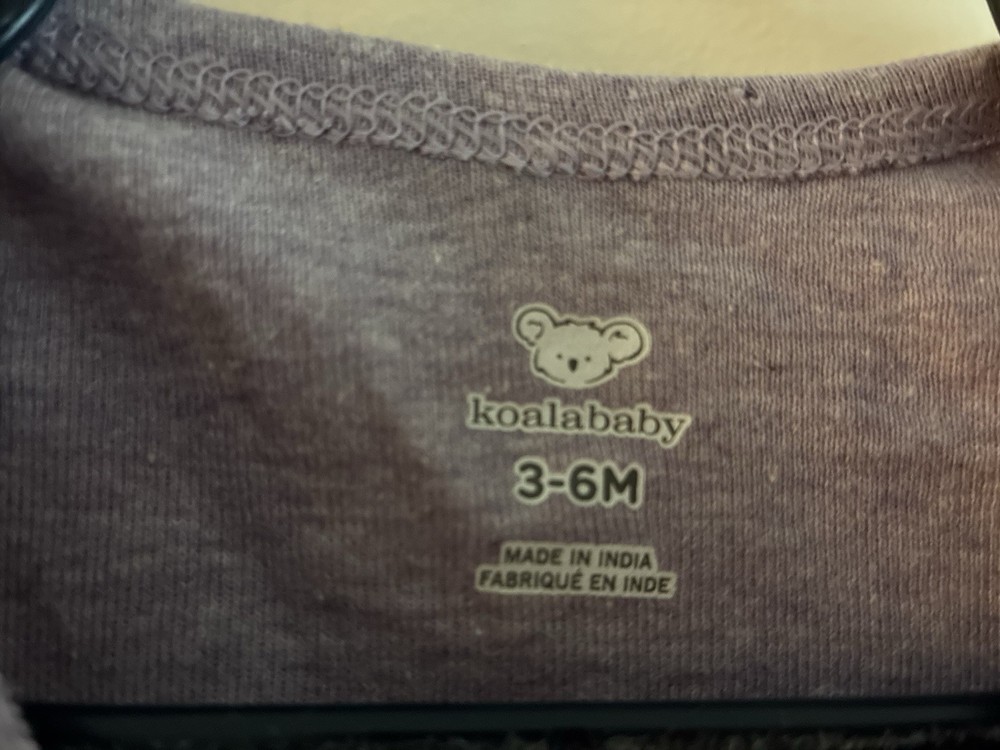 koalababy
3-6M
MADE IN INDIA
FABRIQUÉ EN INDE